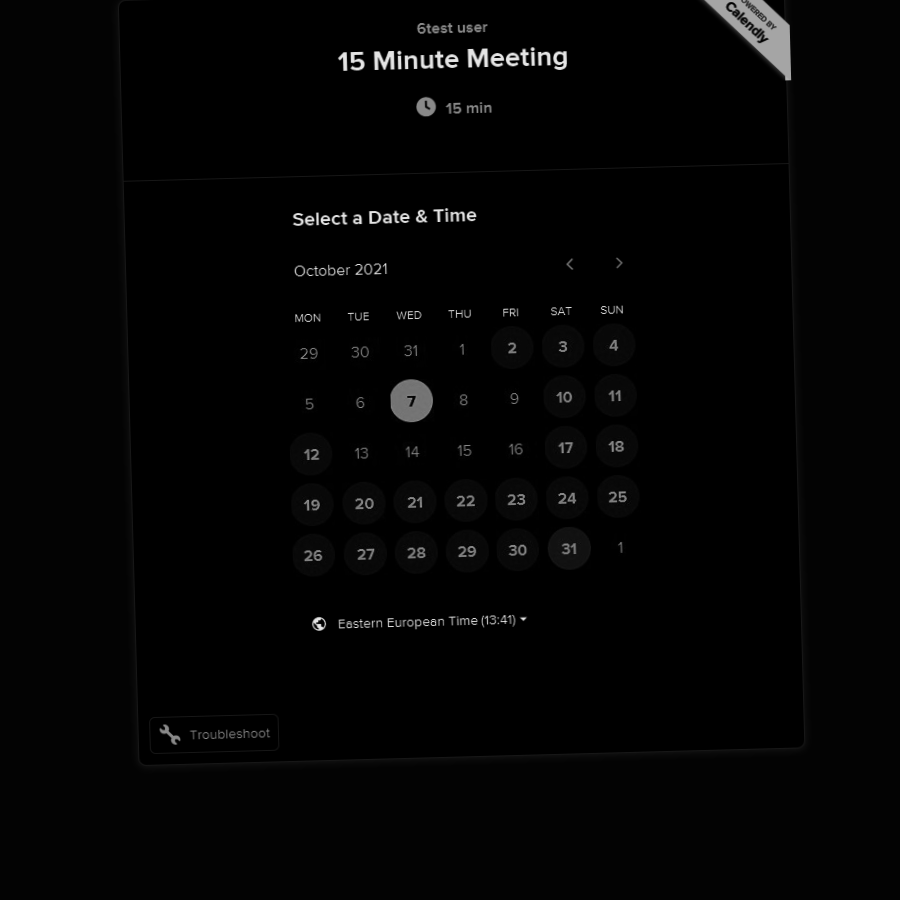 6test user
15 Minute Meeting
15 min
POWERED BY
Calendly
Select a Date & Time
October 2021
MON TUE WED THU FRI SAT SUN
29 30 31 1 2 3 4
5 6 7 8 9 10 11
12 13 14 15 16 17 18
19 20 21 22 23 24 25
26 27 28 29 30 31 1
Eastern European Time (13:41)
Troubleshoot